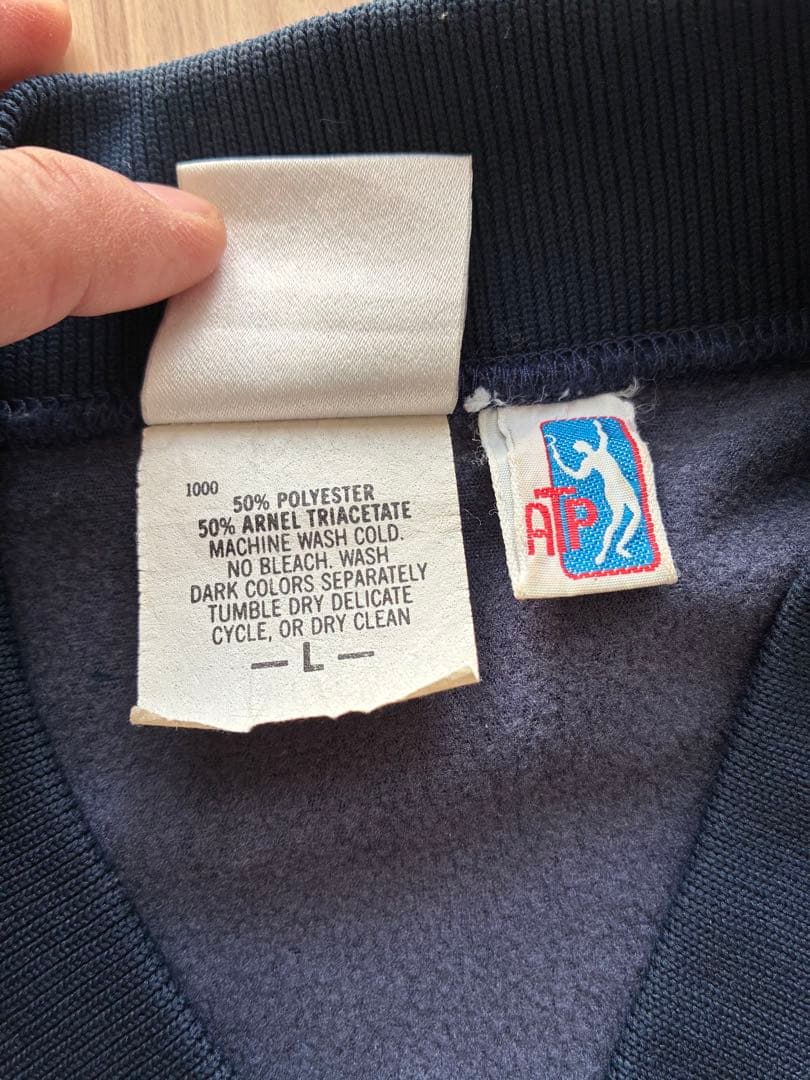 1000
50% POLYESTER
50% ARNEL TRIACETATE
MACHINE WASH COLD.
NO BLEACH. WASH
DARK COLORS SEPARATELY
TUMBLE DRY DELICATE
CYCLE, OR DRY CLEAN
— L —
ATP